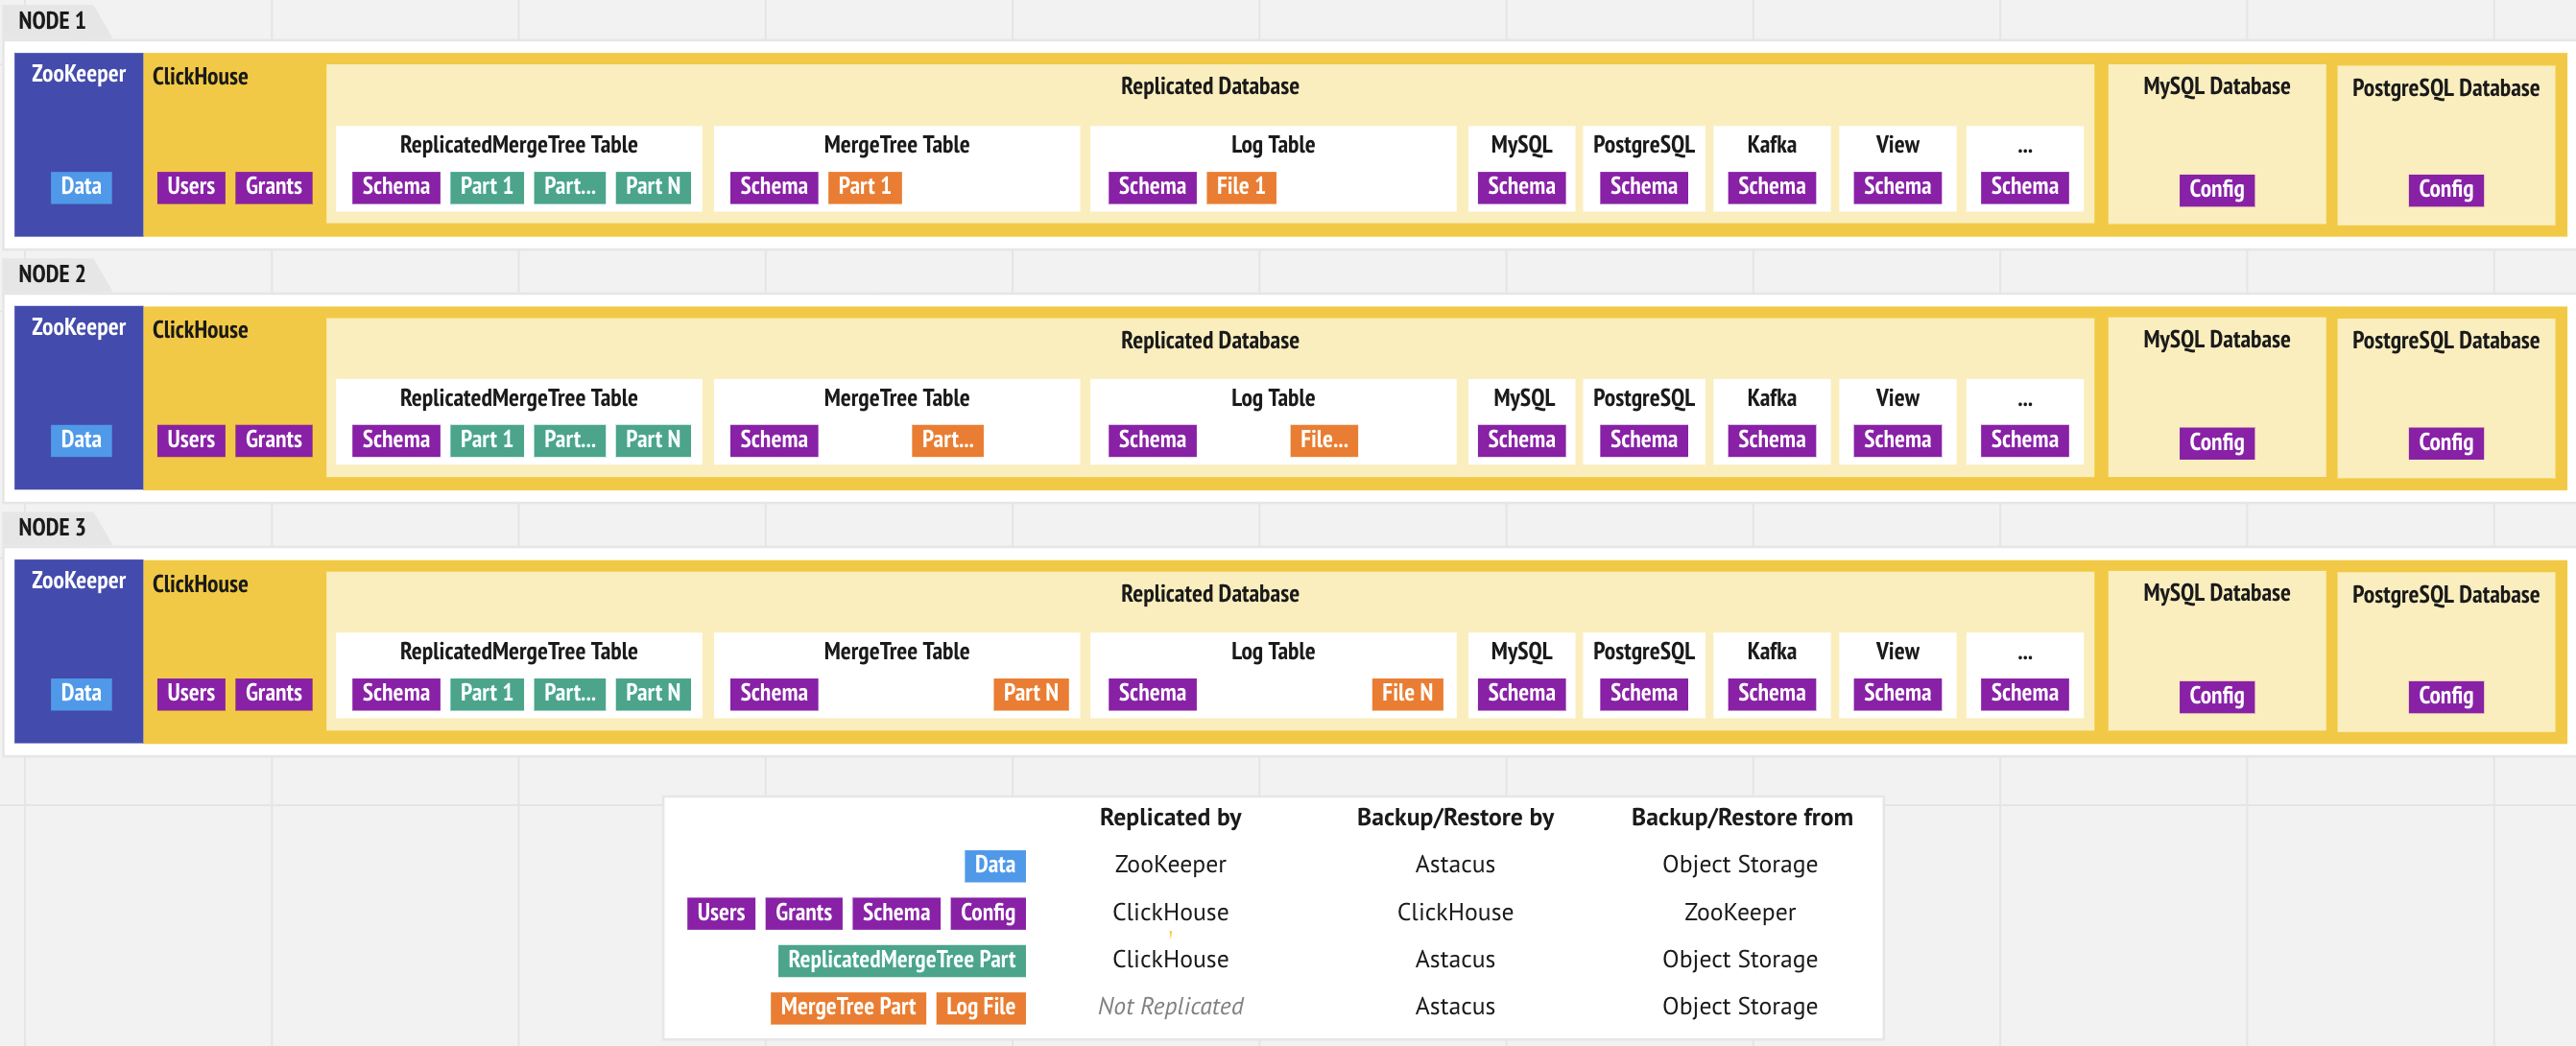 NODE 1
ZooKeeper ClickHouse Replicated Database MySQL Database PostgreSQL Database
ReplicatedMergeTree Table MergeTree Table Log Table MySQL PostgreSQL Kafka View ...
Data Users Grants Schema Part 1 Part... Part N Schema Part 1 Schema File 1 Schema Schema Schema Schema Schema Config Config
NODE 2
ZooKeeper ClickHouse Replicated Database MySQL Database PostgreSQL Database
ReplicatedMergeTree Table MergeTree Table Log Table MySQL PostgreSQL Kafka View ...
Data Users Grants Schema Part 1 Part... Part N Schema Part... Schema File... Schema Schema Schema Schema Schema Config Config
NODE 3
ZooKeeper ClickHouse Replicated Database MySQL Database PostgreSQL Database
ReplicatedMergeTree Table MergeTree Table Log Table MySQL PostgreSQL Kafka View ...
Data Users Grants Schema Part 1 Part... Part N Schema Part N Schema File N Schema Schema Schema Schema Schema Config Config
Replicated by Backup/Restore by Backup/Restore from
Data ZooKeeper Astacus Object Storage
Users Grants Schema Config ClickHouse ClickHouse ZooKeeper
ReplicatedMergeTree Part ClickHouse Astacus Object Storage
MergeTree Part Log File Not Replicated Astacus Object Storage